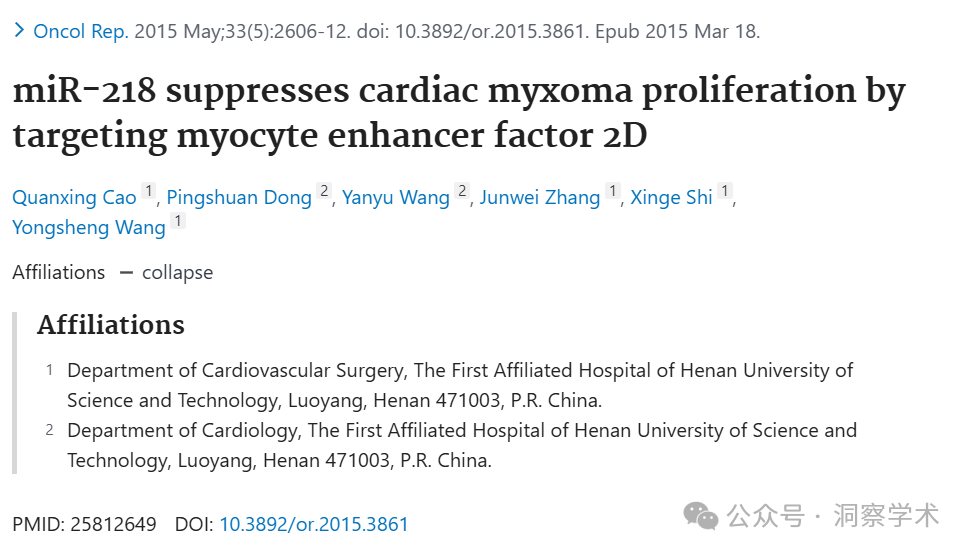 > Oncol Rep. 2015 May;33(5):2606-12. doi: 10.3892/or.2015.3861. Epub 2015 Mar 18.
miR-218 suppresses cardiac myxoma proliferation by
targeting myocyte enhancer factor 2D
Quanxing Cao 1, Pingshuan Dong 2, Yanyu Wang 2, Junwei Zhang 1, Xinge Shi 1,
Yongsheng Wang 1
Affiliations — collapse
Affiliations
1 Department of Cardiovascular Surgery, The First Affiliated Hospital of Henan University of
Science and Technology, Luoyang, Henan 471003, P.R. China.
2 Department of Cardiology, The First Affiliated Hospital of Henan University of Science and
Technology, Luoyang, Henan 471003, P.R. China.
PMID: 25812649 DOI: 10.3892/or.2015.3861
公众号 · 洞察学术